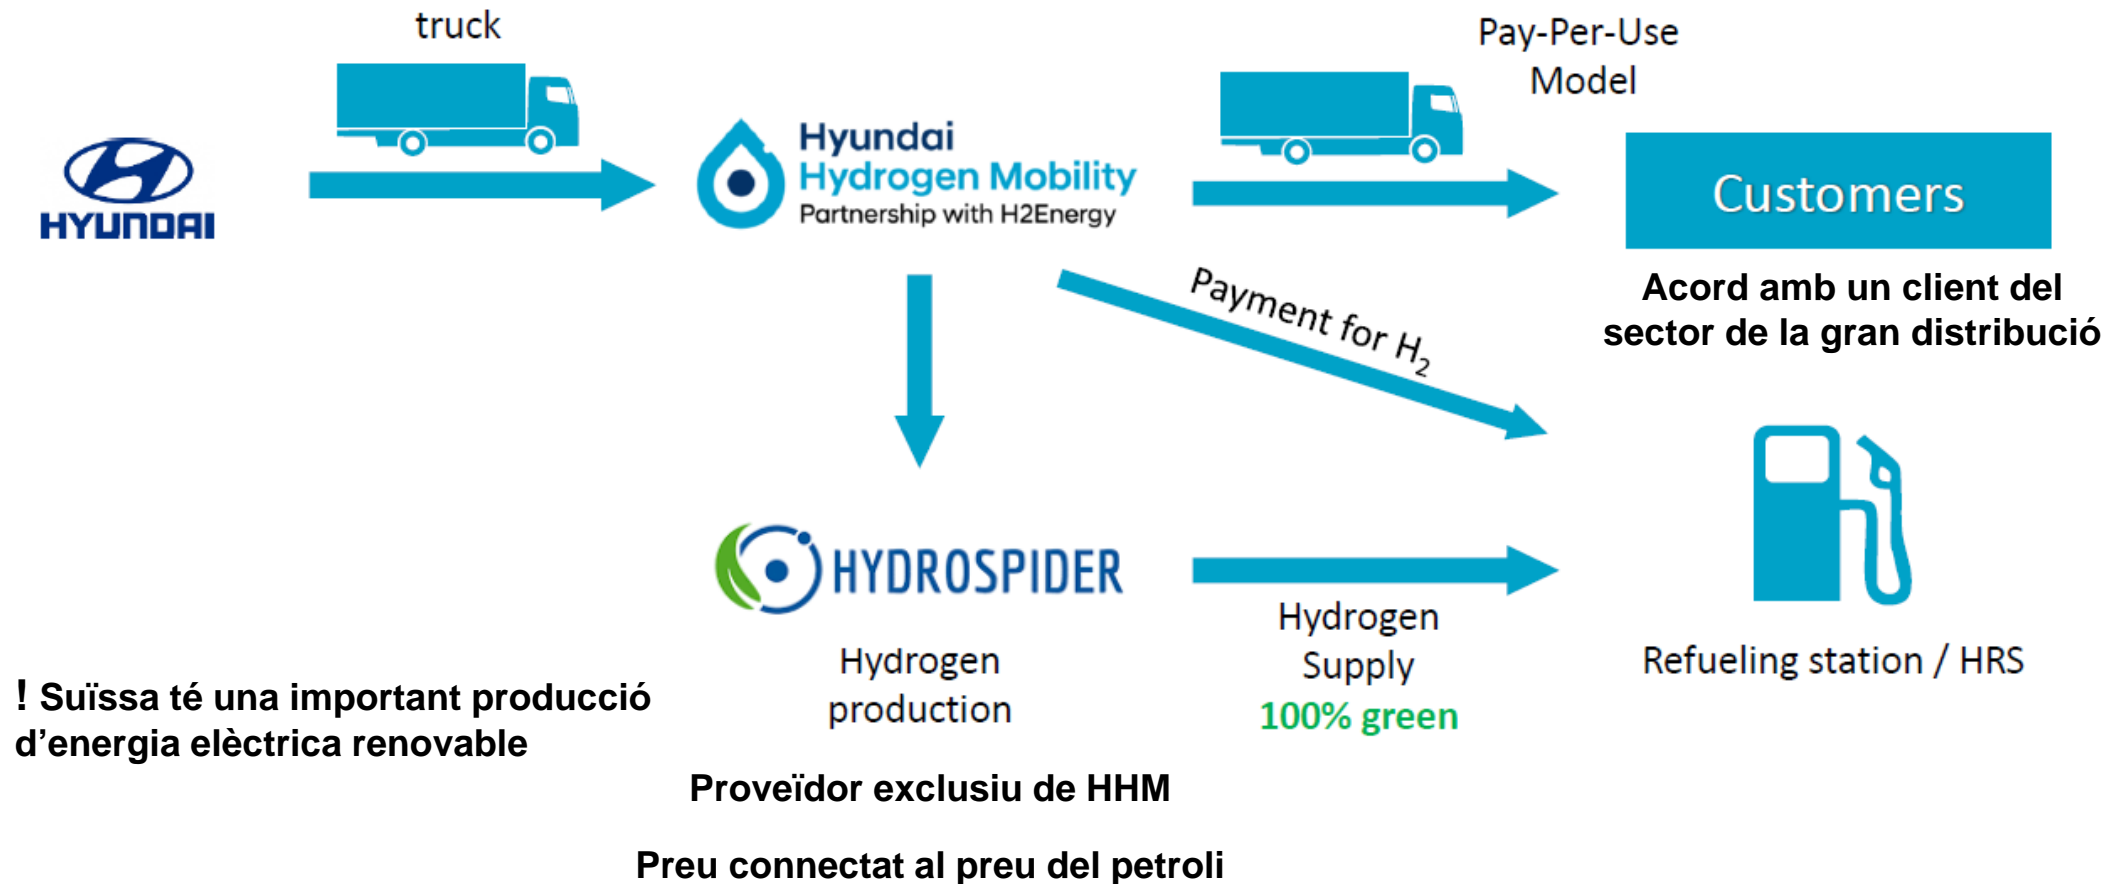 truck
Pay-Per-Use
Model
HYUNDAI
Hyundai
Hydrogen Mobility
Partnership with H2Energy
Customers
Acord amb un client del
sector de la gran distribució
Payment for H₂
HYDROSPIDER
Hydrogen
production
Hydrogen
Supply
100% green
Refueling station / HRS
! Suïssa té una important producció
d’energia elèctrica renovable
Proveïdor exclusiu de HHM
Preu connectat al preu del petroli